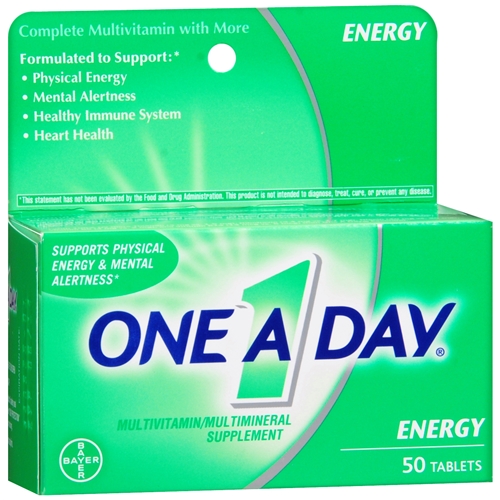 Complete Multivitamin with More
ENERGY
Formulated to Support:*
• Physical Energy
• Mental Alertness
• Healthy Immune System
• Heart Health
*This statement has not been evaluated by the Food and Drug Administration. This product is not intended to diagnose, treat, cure, or prevent any disease.
SUPPORTS PHYSICAL
ENERGY & MENTAL
ALERTNESS*
1
ONE A DAY®
MULTIVITAMIN/MULTIMINERAL
SUPPLEMENT
ENERGY
50 TABLETS
BAYER
BAYER